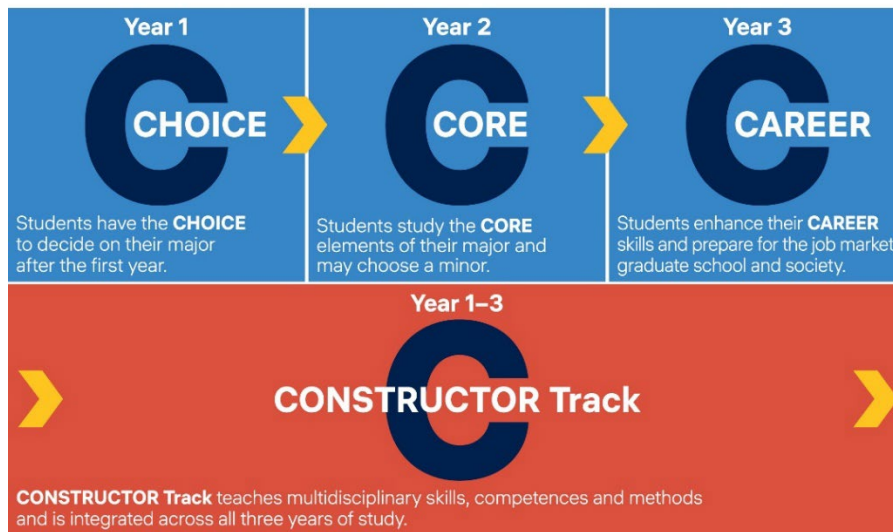 Year 1
CHOICE
Students have the CHOICE
to decide on their major
after the first year.
Year 2
CORE
Students study the CORE
elements of their major and
may choose a minor.
Year 3
CAREER
Students enhance their CAREER
skills and prepare for the job market
graduate school and society.
Year 1–3
CONSTRUCTOR Track
CONSTRUCTOR Track teaches multidisciplinary skills, competences and methods
and is integrated across all three years of study.